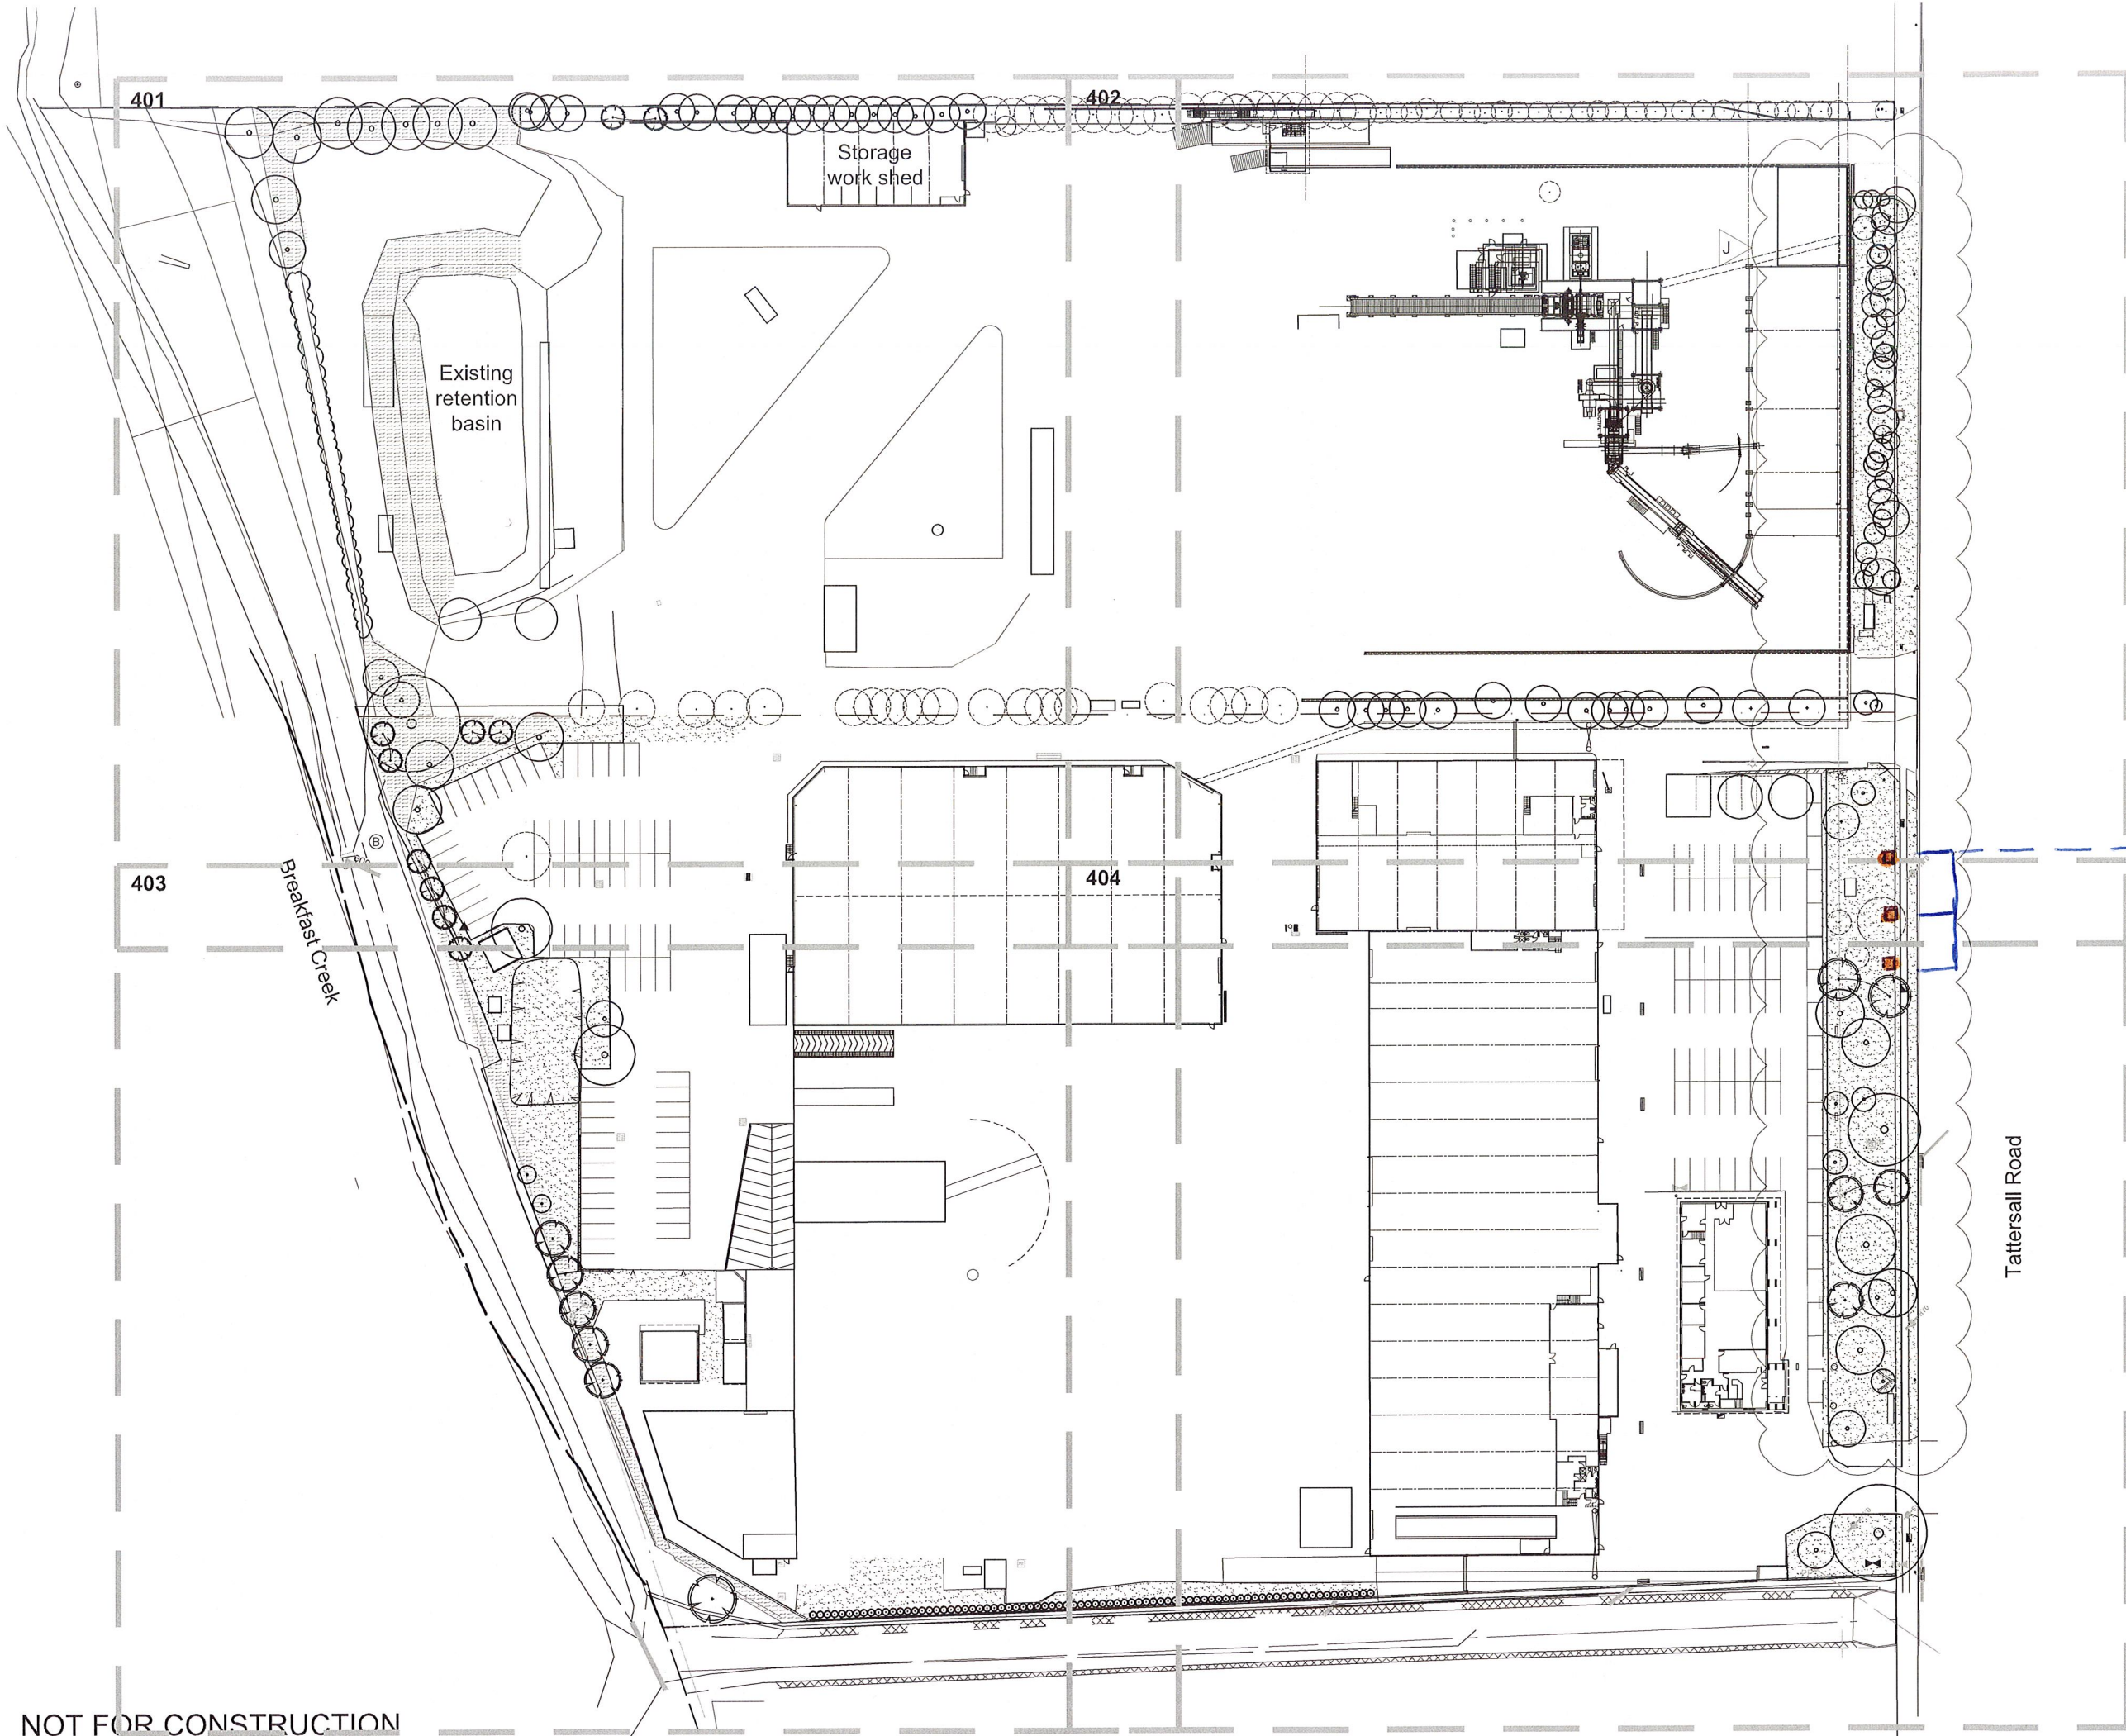 401
402
Storage
work shed
J
Existing
retention
basin
B
403
404
Breakfast Creek
Tattersall Road
NOT FOR CONSTRUCTION